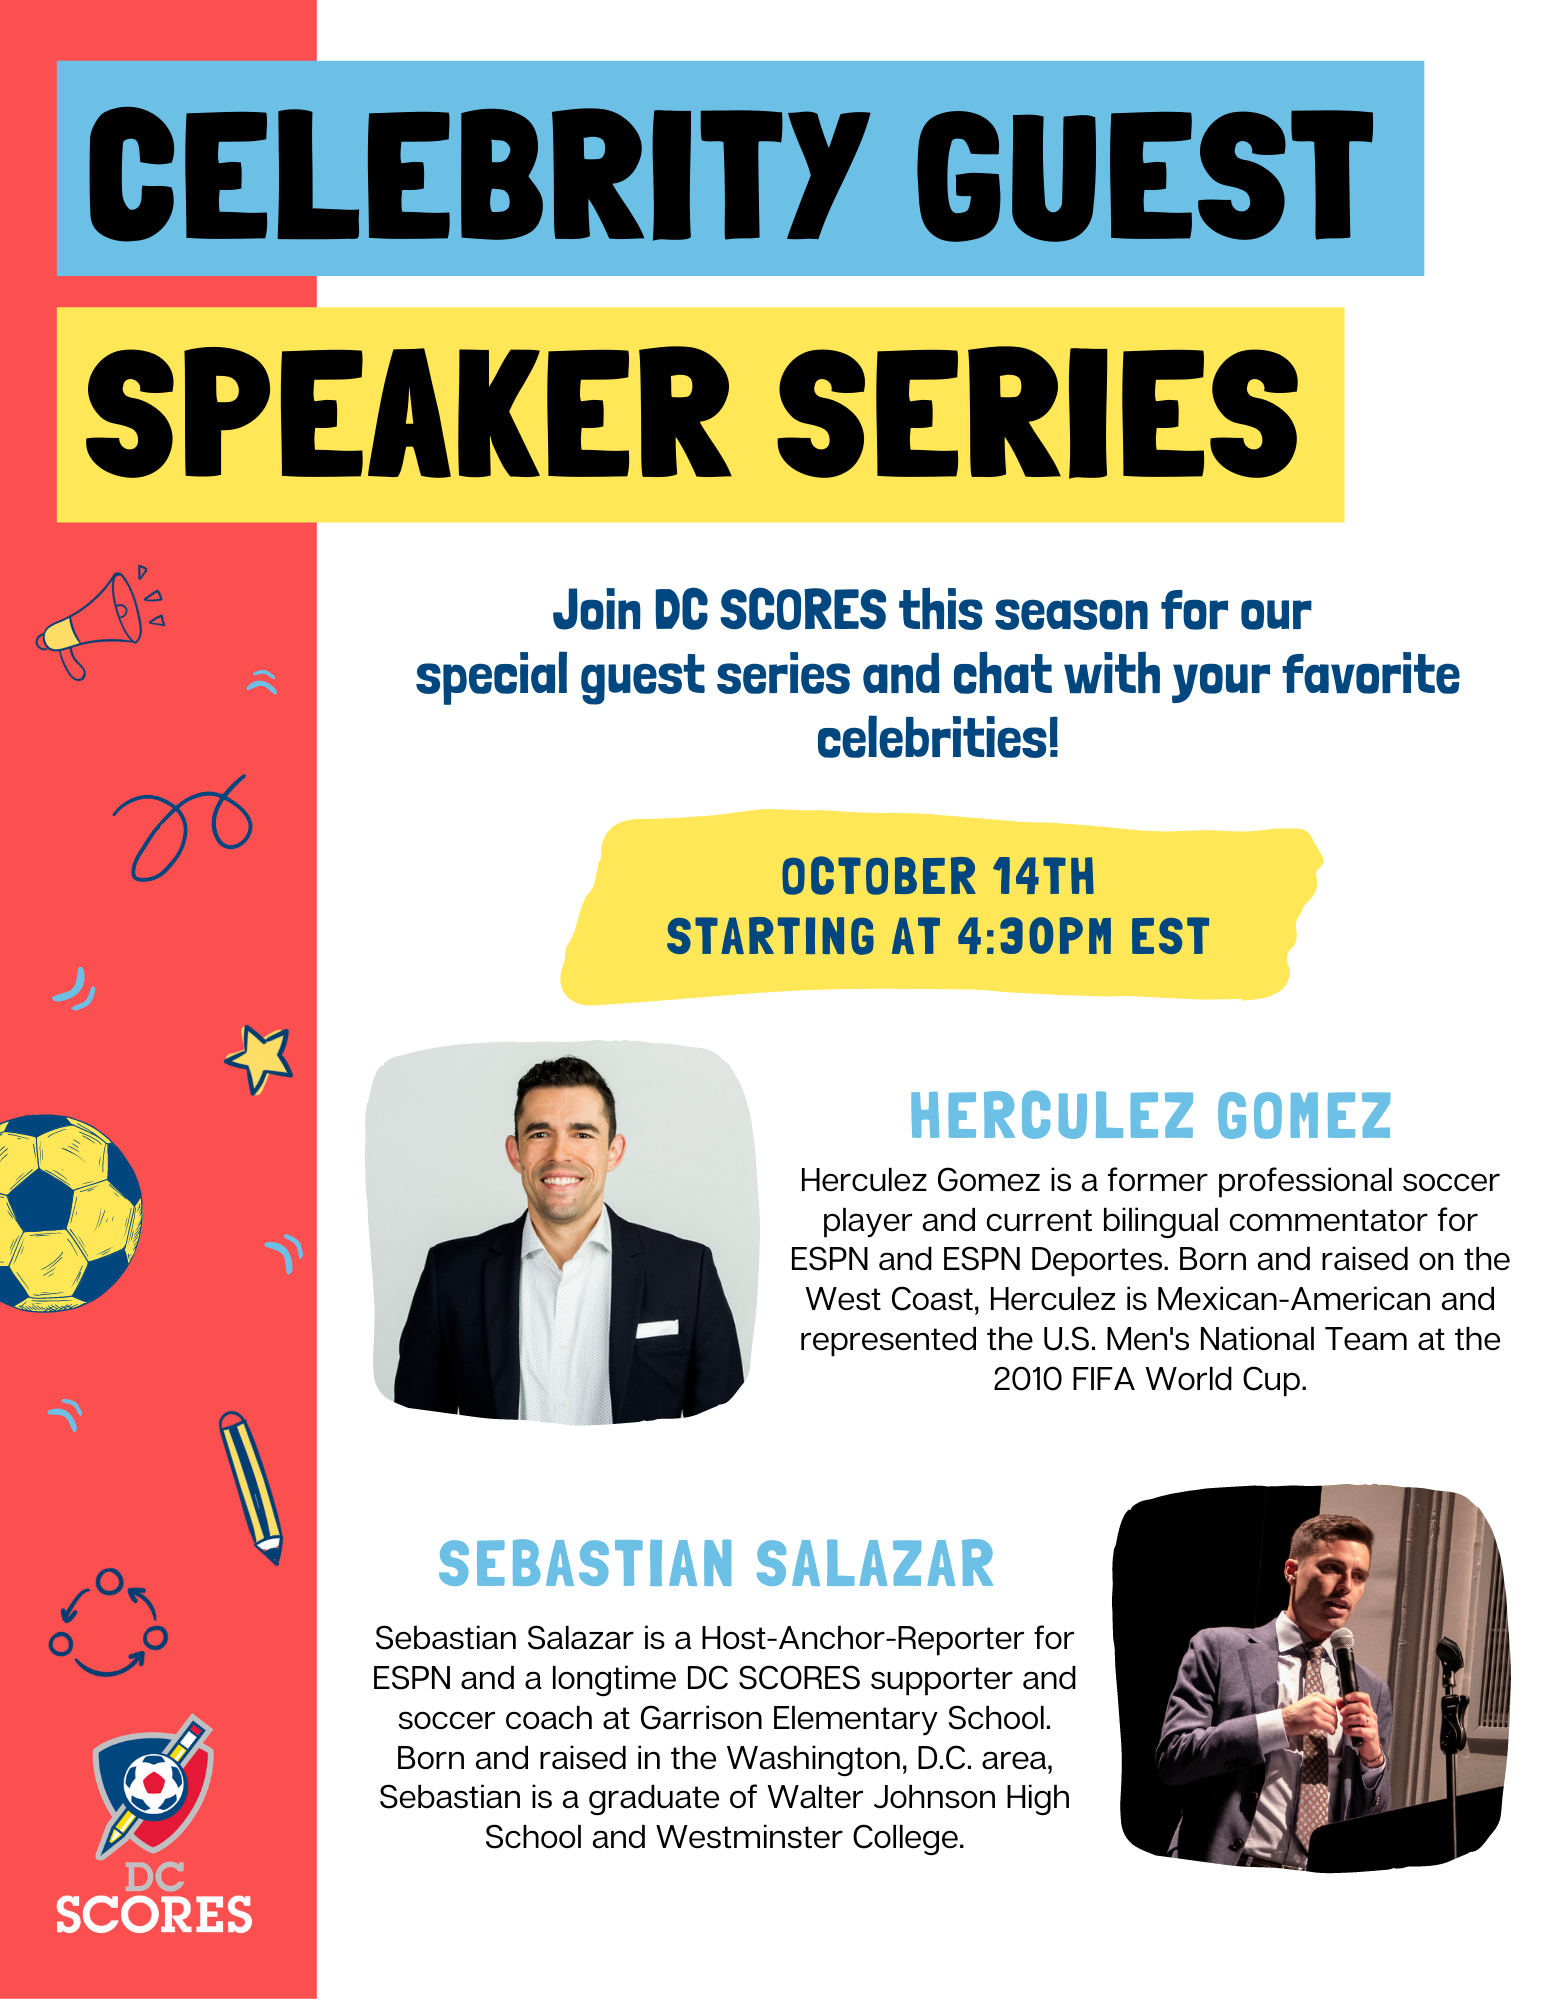 CELEBRITY GUEST
SPEAKER SERIES
Join DC SCORES this season for our
special guest series and chat with your favorite
celebrities!
OCTOBER 14TH
STARTING AT 4:30PM EST
HERCULEZ GOMEZ
Herculez Gomez is a former professional soccer
player and current bilingual commentator for
ESPN and ESPN Deportes. Born and raised on the
West Coast, Herculez is Mexican-American and
represented the U.S. Men's National Team at the
2010 FIFA World Cup.
SEBASTIAN SALAZAR
Sebastian Salazar is a Host-Anchor-Reporter for
ESPN and a longtime DC SCORES supporter and
soccer coach at Garrison Elementary School.
Born and raised in the Washington, D.C. area,
Sebastian is a graduate of Walter Johnson High
School and Westminster College.
DC
SCORES